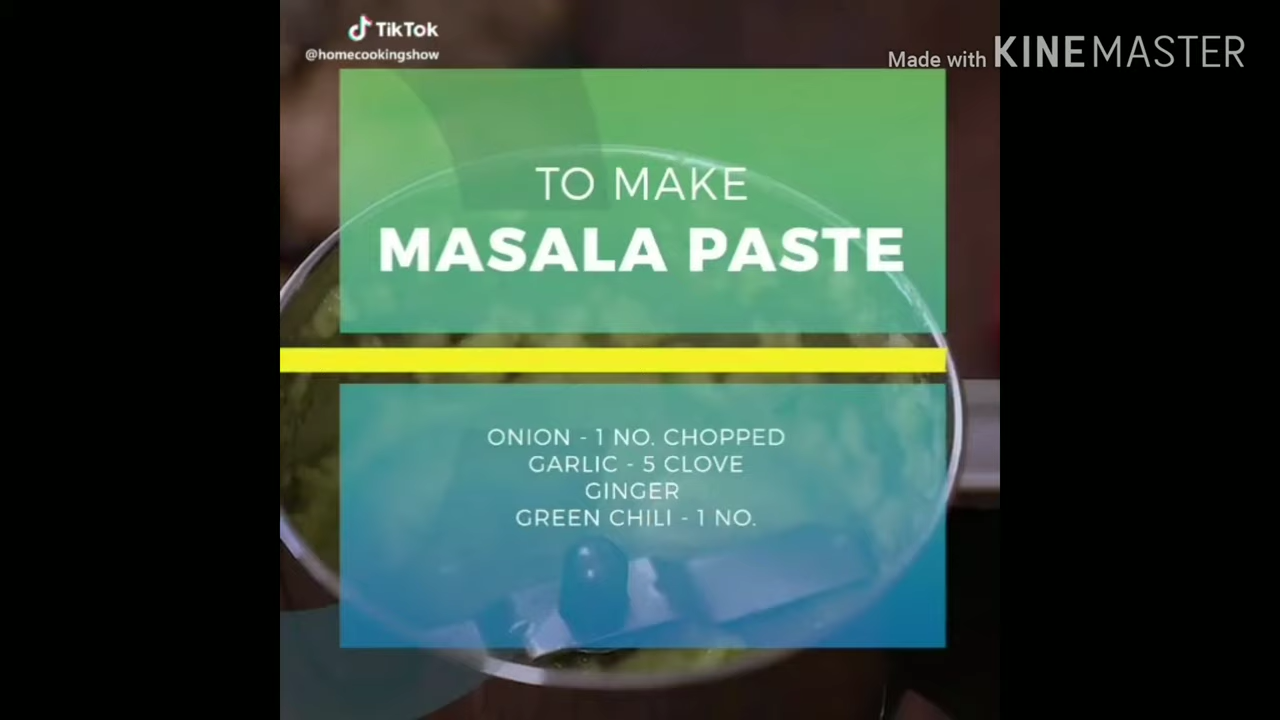 TikTok
@homecookingshow
Made with KINEMASTER
TO MAKE
MASALA PASTE
ONION - 1 NO. CHOPPED
GARLIC - 5 CLOVE
GINGER
GREEN CHILI - 1 NO.